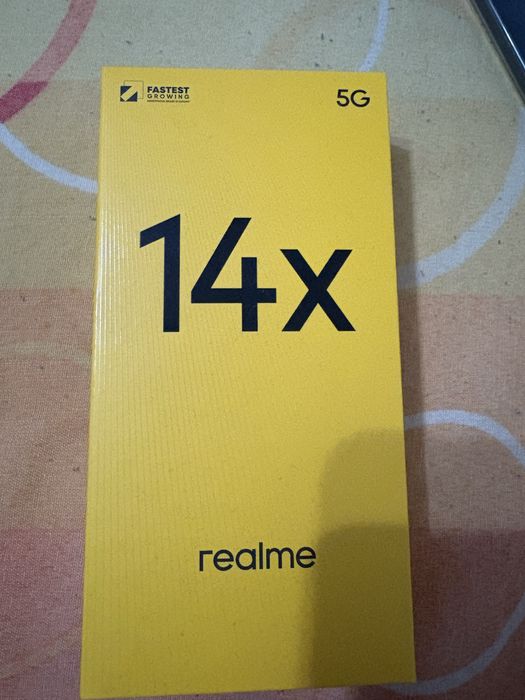 FASTEST
GROWING
5G
14x
realme